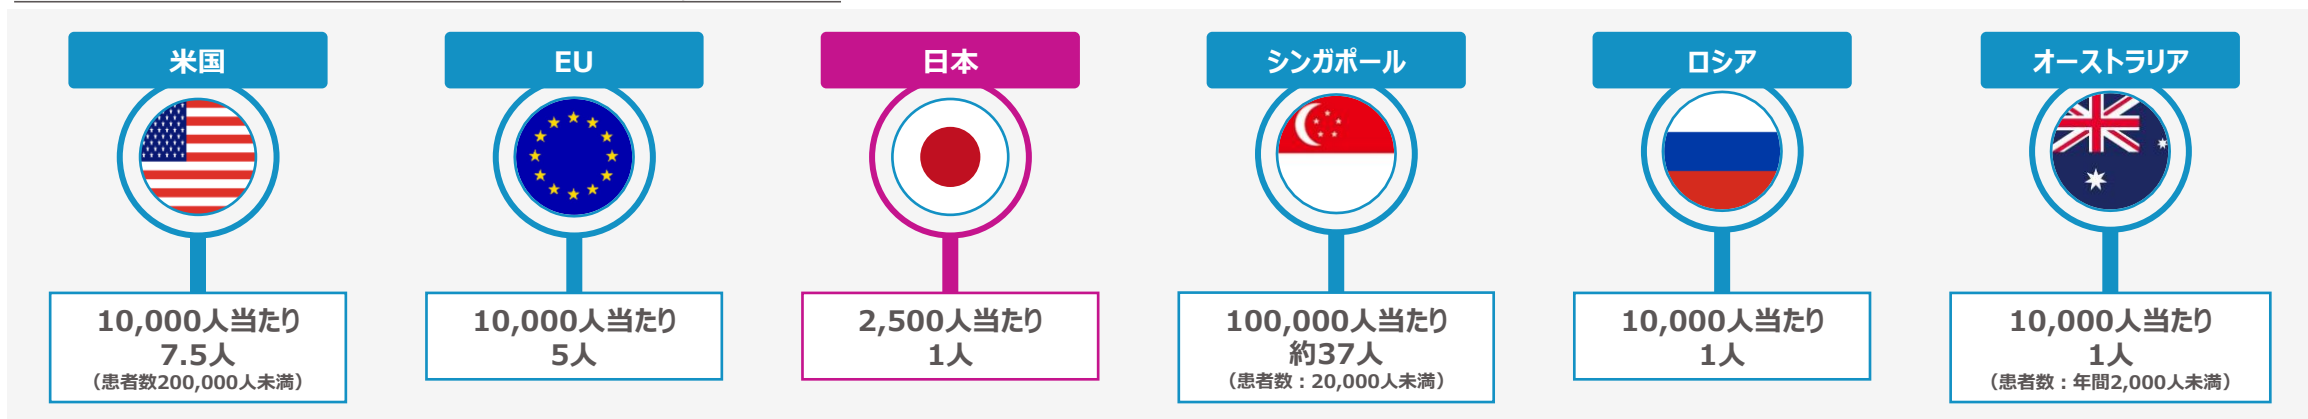 米国
10,000人当たり
7.5人
（患者数200,000人未満）
EU
10,000人当たり
5人
日本
2,500人当たり
1人
シンガポール
100,000人当たり
約37人
（患者数：20,000人未満）
ロシア
10,000人当たり
1人
オーストラリア
10,000人当たり
1人
（患者数：年間2,000人未満）